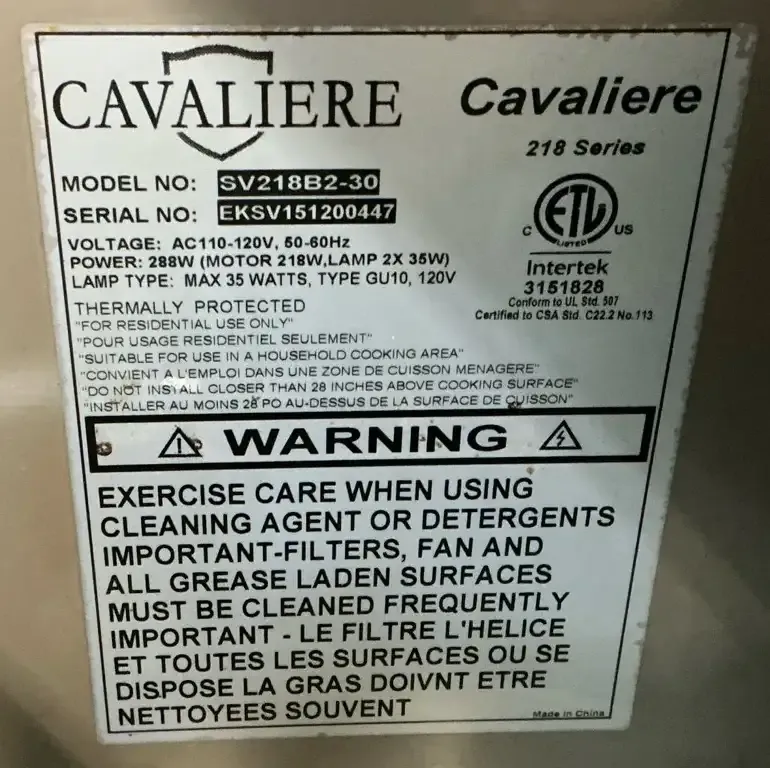 CAVALIERE
Cavaliere
218 Series
MODEL NO: SV218B2-30
SERIAL NO: EKSV151200447
VOLTAGE: AC110-120V, 50-60Hz
POWER: 288W (MOTOR 218W,LAMP 2X 35W)
LAMP TYPE: MAX 35 WATTS, TYPE GU10, 120V
C ETL US
LISTED
Intertek
3151828
Conform to UL Std. 507
Certified to CSA Std. C22.2 No.113
THERMALLY PROTECTED
"FOR RESIDENTIAL USE ONLY"
"POUR USAGE RESIDENTIEL SEULEMENT"
"SUITABLE FOR USE IN A HOUSEHOLD COOKING AREA"
"CONVIENT A L'EMPLOI DANS UNE ZONE DE CUISSON MENAGERE"
"DO NOT INSTALL CLOSER THAN 28 INCHES ABOVE COOKING SURFACE"
"INSTALLER AU MOINS 28 PO AU-DESSUS DE LA SURFACE DE CUISSON"
WARNING
EXERCISE CARE WHEN USING
CLEANING AGENT OR DETERGENTS
IMPORTANT-FILTERS, FAN AND
ALL GREASE LADEN SURFACES
MUST BE CLEANED FREQUENTLY
IMPORTANT - LE FILTRE L'HELICE
ET TOUTES LES SURFACES OU SE
DISPOSE LA GRAS DOIVNT ETRE
NETTOYEES SOUVENT
Made in China